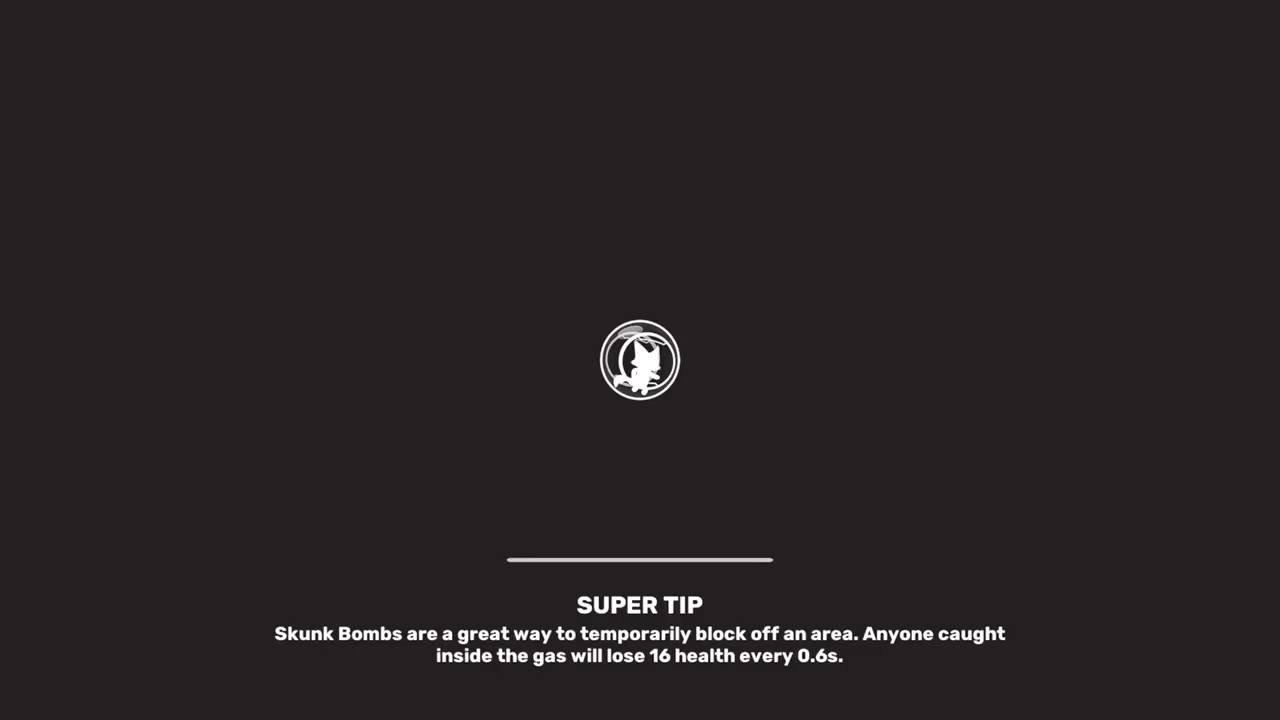 SUPER TIP
Skunk Bombs are a great way to temporarily block off an area. Anyone caught
inside the gas will lose 16 health every 0.6s.